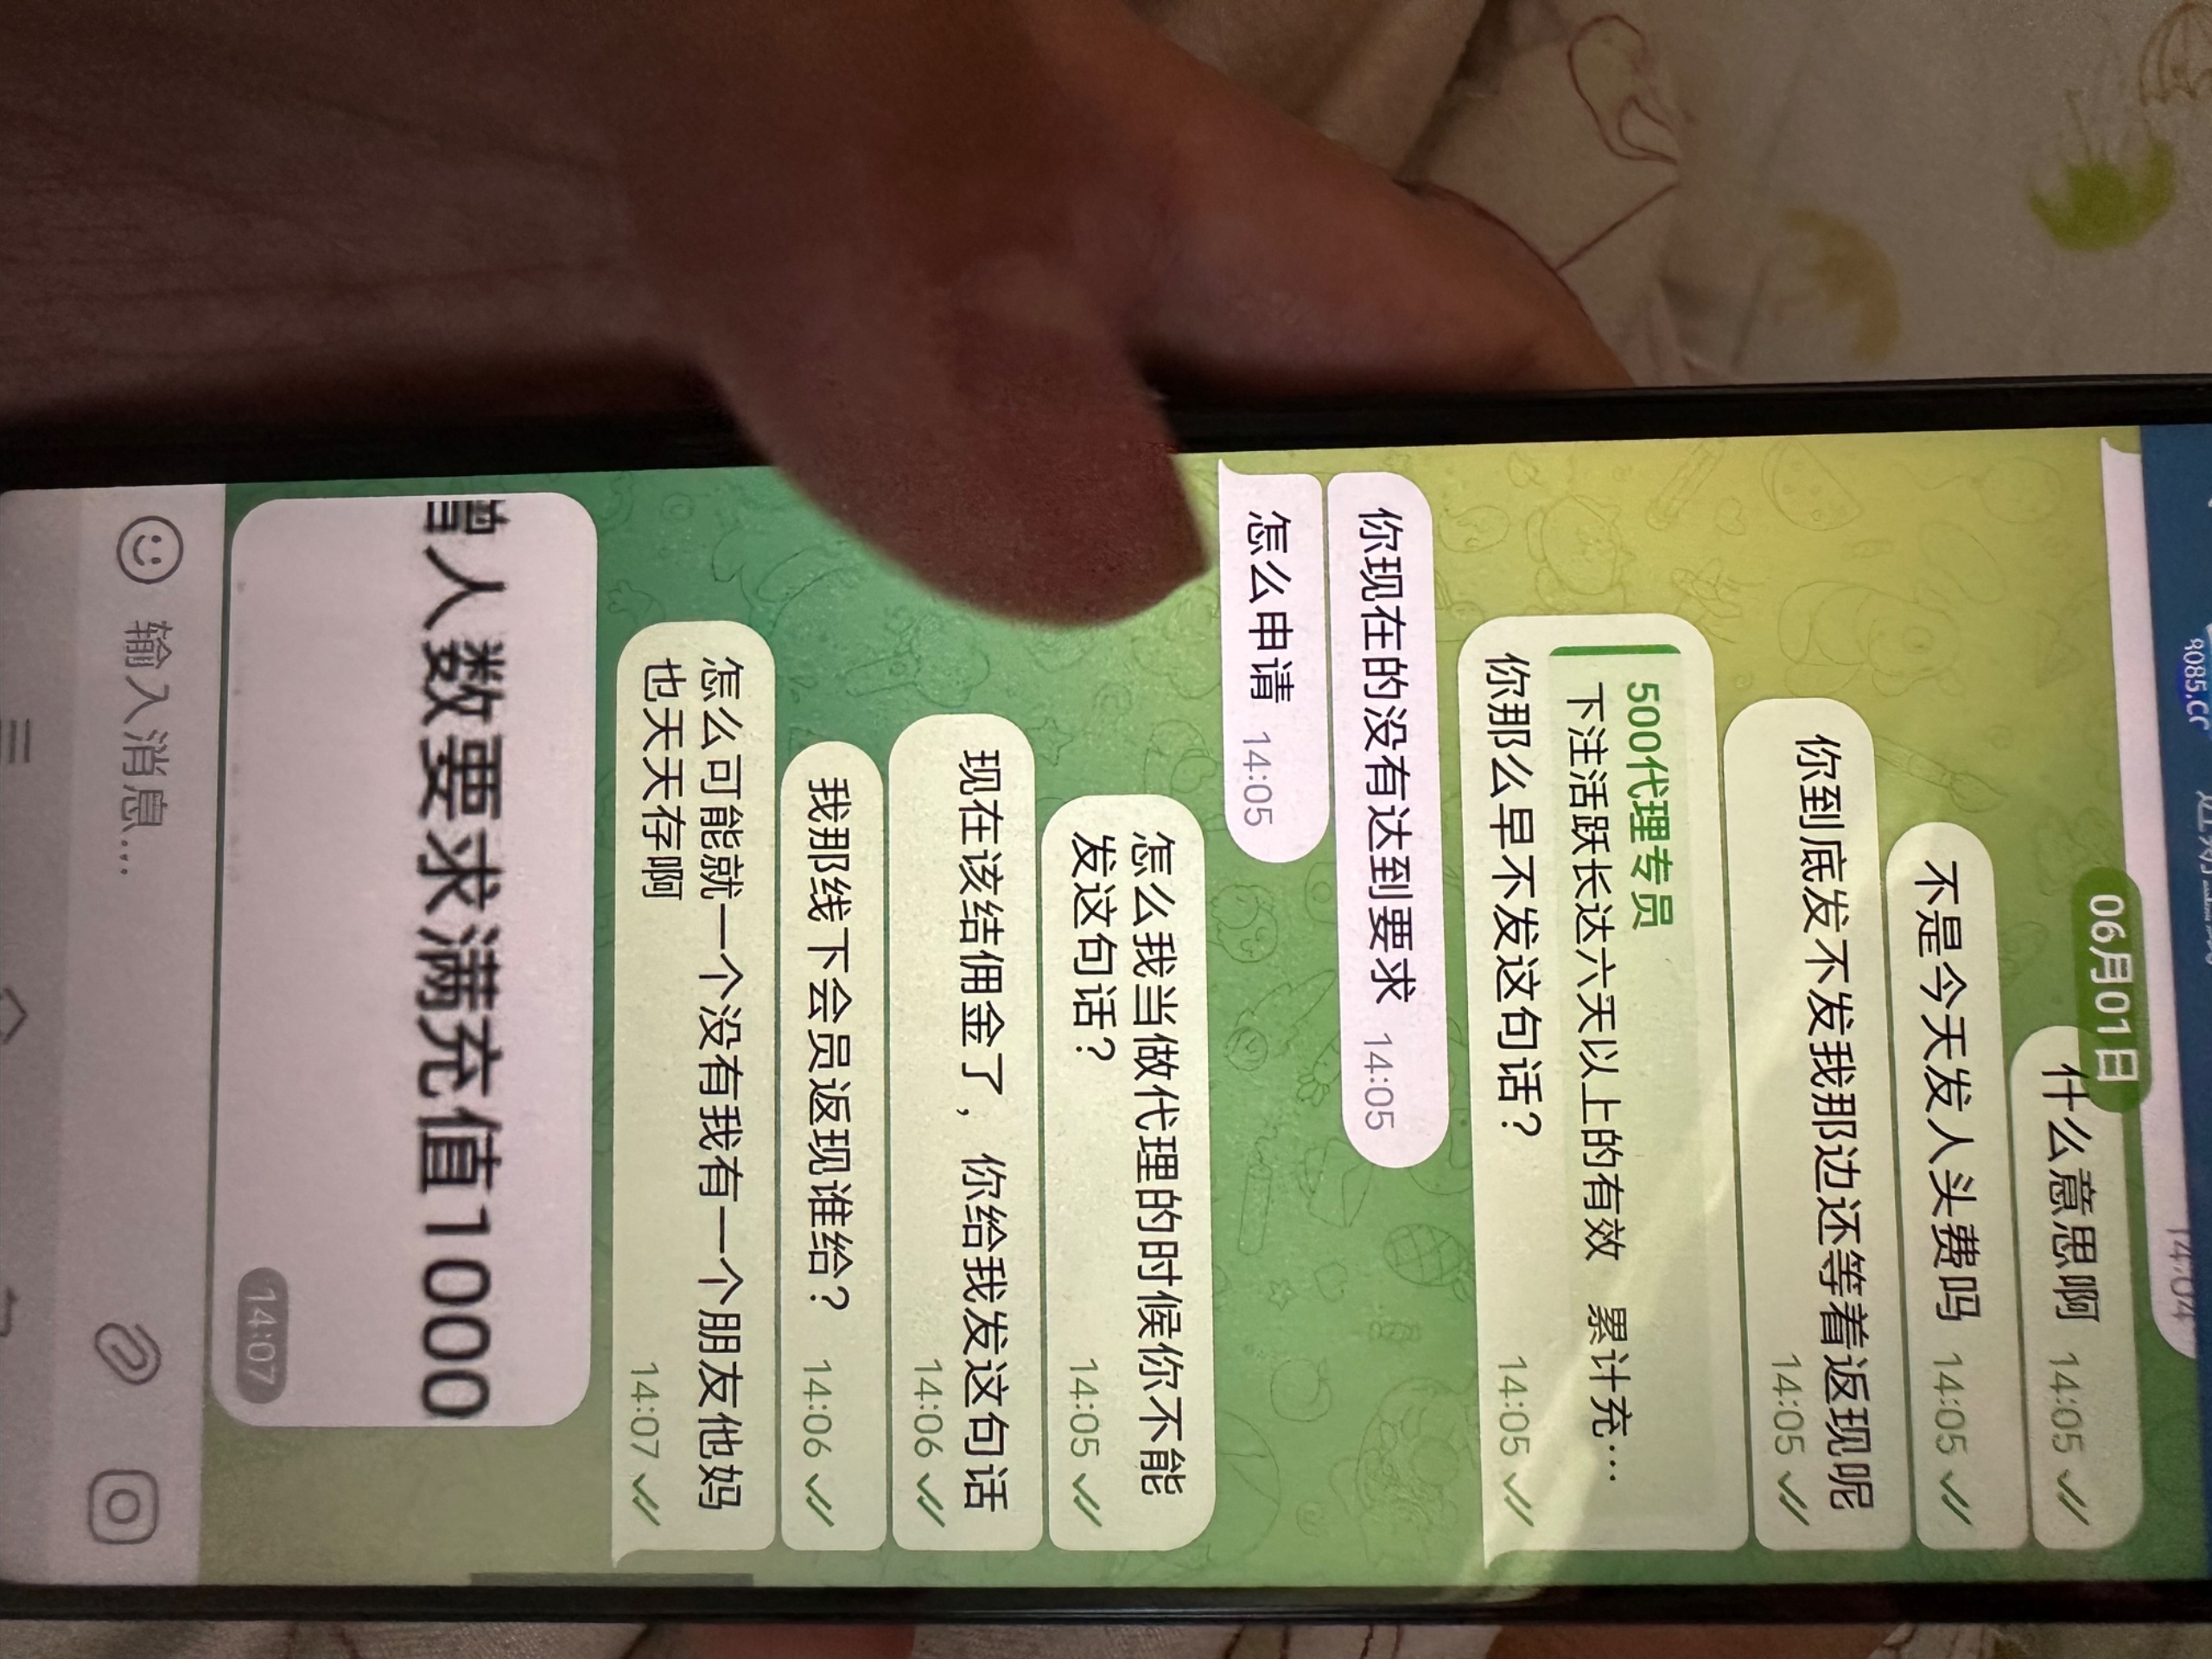 8085.cc
14:04
06月01日
什么意思啊 14:05
不是今天发人头费吗 14:05
你到底发不发我那边还等着返现呢
14:05
500代理专员
下注活跃长达六天以上的有效 累计充…
你那么早不发这句话？ 14:05
你现在的没有达到要求 14:05
怎么申请 14:05
怎么我当做代理的时候你不能
发这句话？ 14:05
现在该结佣金了，你给我发这句话
14:06
我那线下会员返现谁给？ 14:06
怎么可能就一个没有我有一个朋友他妈
也天天存啊 14:07
人数要求满充值1000
14:07
输入消息...